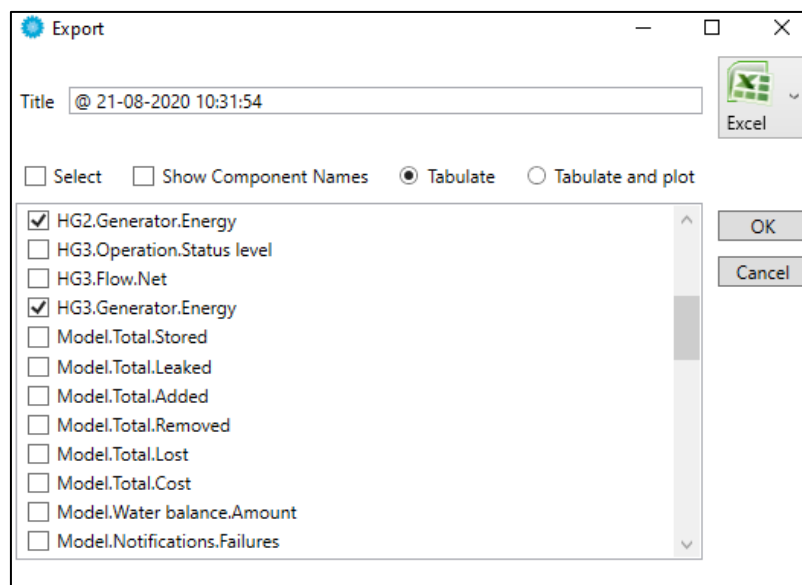 Export
Title @ 21-08-2020 10:31:54
Excel
Select Show Component Names Tabulate Tabulate and plot
HG2.Generator.Energy
HG3.Operation.Status level
HG3.Flow.Net
HG3.Generator.Energy
Model.Total.Stored
Model.Total.Leaked
Model.Total.Added
Model.Total.Removed
Model.Total.Lost
Model.Total.Cost
Model.Water balance.Amount
Model.Notifications.Failures
OK
Cancel